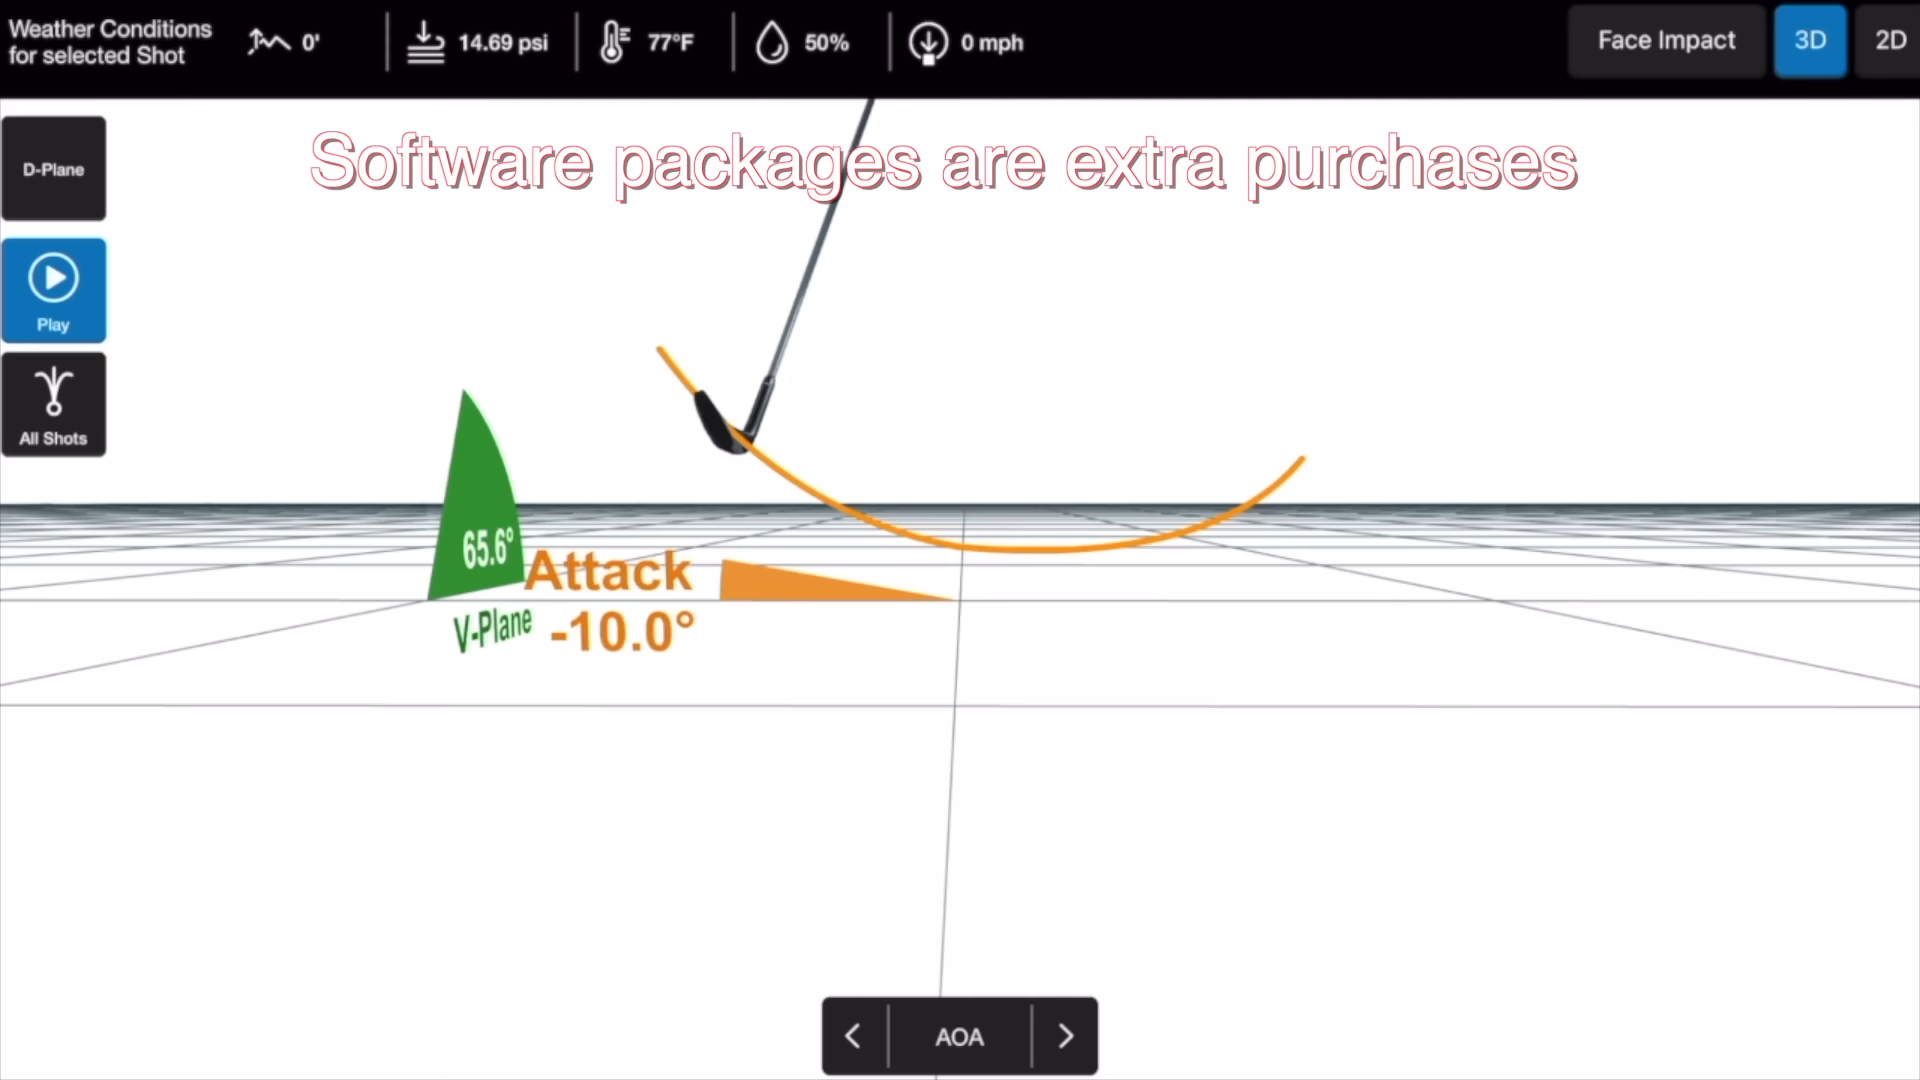 Weather Conditions
for selected Shot
0'
14.69 psi
77°F
50%
0 mph
Face Impact
3D
2D
D-Plane
Software packages are extra purchases
Play
All Shots
65.6°
V-Plane
Attack
-10.0°
AOA